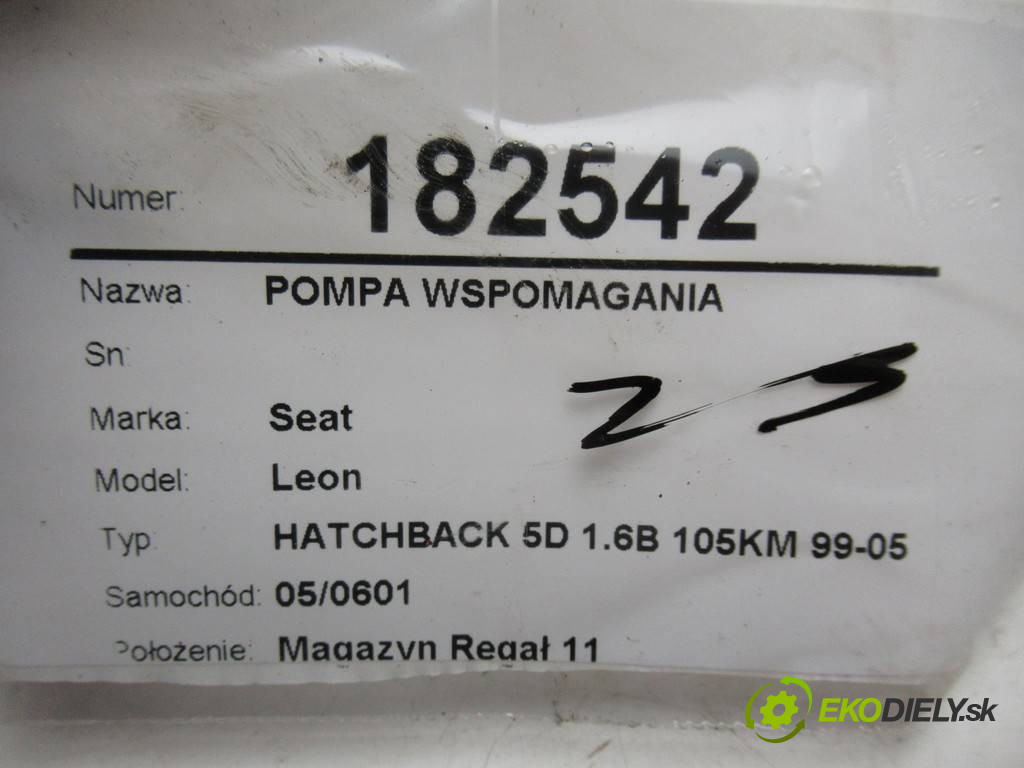 Numer: 182542
Nazwa: POMPA WSPOMAGANIA
Sn:
Marka: Seat
Model: Leon
Typ: HATCHBACK 5D 1.6B 105KM 99-05
Samochód: 05/0601
Położenie: Magazyn Regał 11
EKODIELY.sk